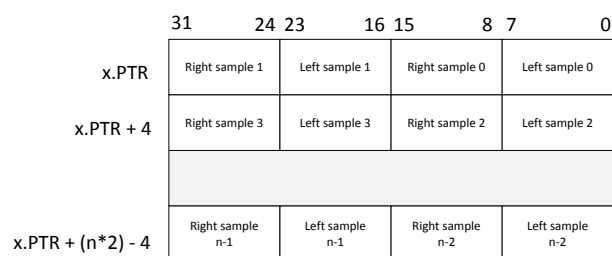 31 24 23 16 15 8 7 0
x.PTR Right sample 1 Left sample 1 Right sample 0 Left sample 0
x.PTR + 4 Right sample 3 Left sample 3 Right sample 2 Left sample 2
x.PTR + (n*2) - 4 Right sample n-1 Left sample n-1 Right sample n-2 Left sample n-2